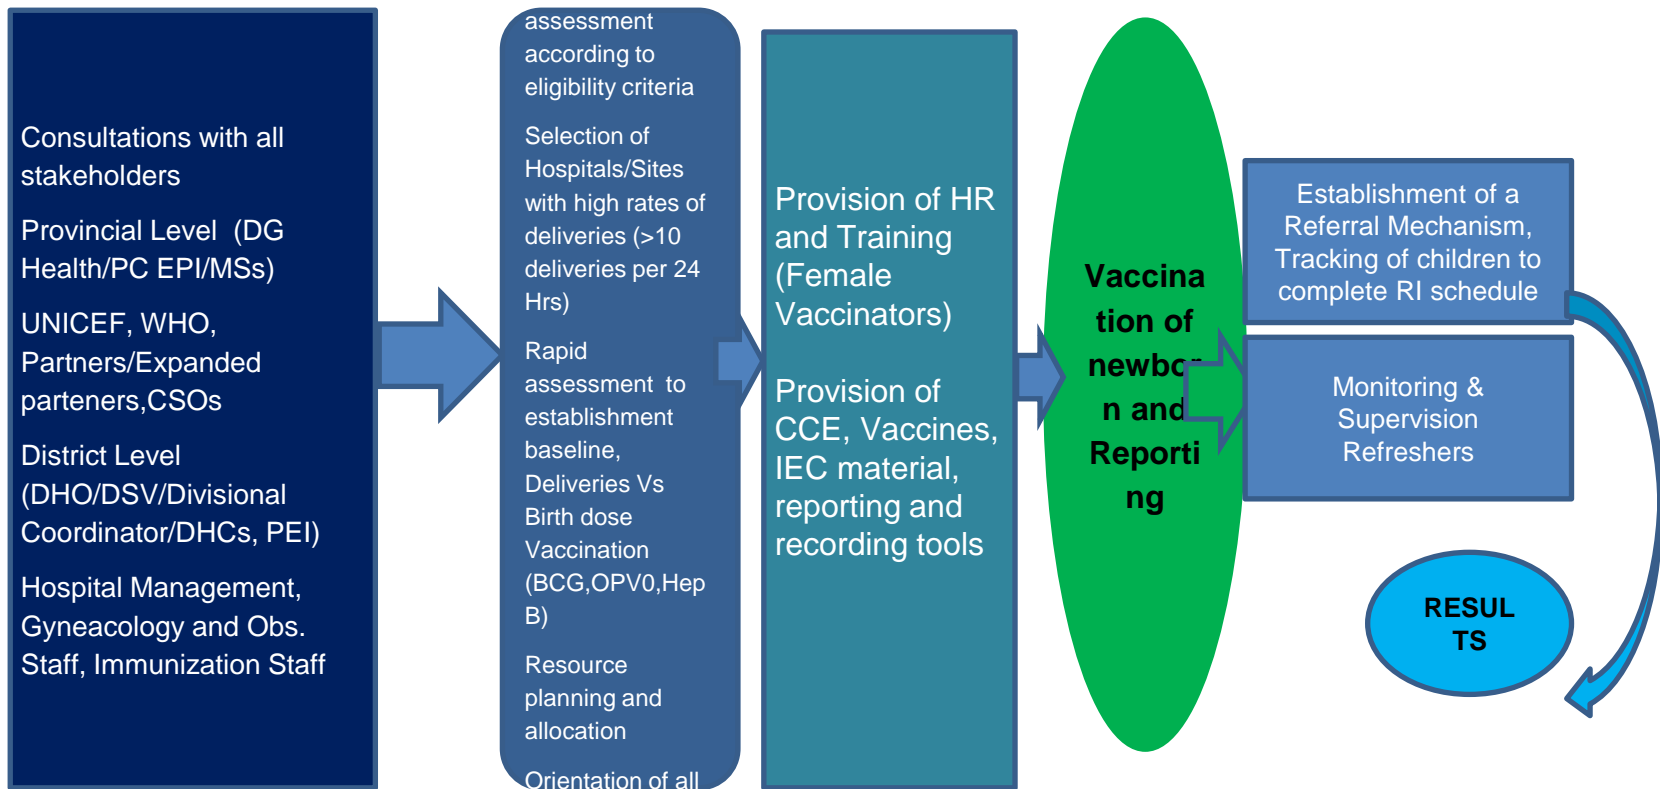 Consultations with all
stakeholders
Provincial Level (DG
Health/PC EPI/MSs)
UNICEF, WHO,
Partners/Expanded
parteners,CSOs
District Level
(DHO/DSV/Divisional
Coordinator/DHCs, PEI)
Hospital Management,
Gyneacology and Obs.
Staff, Immunization Staff
assessment
according to
eligibility criteria
Selection of
Hospitals/Sites
with high rates of
deliveries (>10
deliveries per 24
Hrs)
Rapid
assessment to
establishment
baseline,
Deliveries Vs
Birth dose
Vaccination
(BCG,OPV0,Hep
B)
Resource
planning and
allocation
Orientation of all
Provision of HR
and Training
(Female
Vaccinators)
Provision of
CCE, Vaccines,
IEC material,
reporting and
recording tools
Vaccina
tion of
newbor
n and
Reporti
ng
Establishment of a
Referral Mechanism,
Tracking of children to
complete RI schedule
Monitoring &
Supervision
Refreshers
RESUL
TS